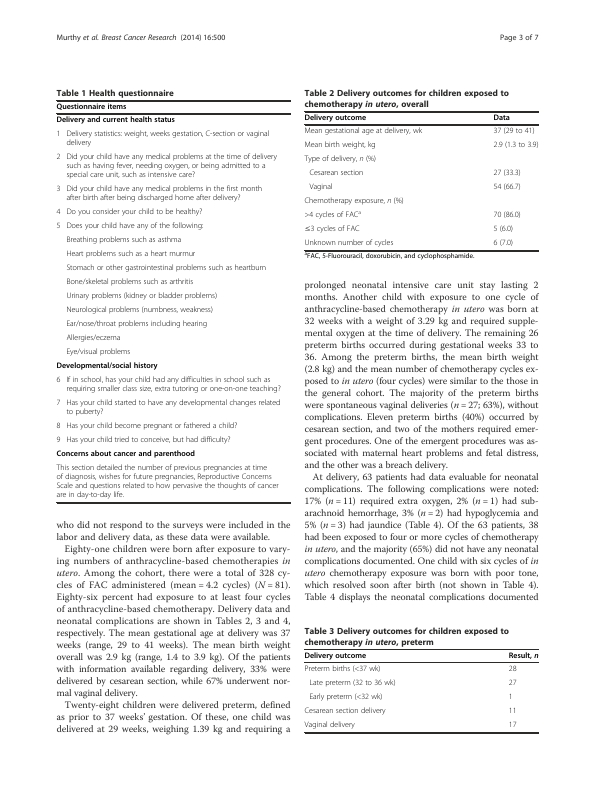 Murthy et al. Breast Cancer Research (2014) 16:500
Page 3 of 7
Table 1 Health questionnaire
Questionnaire items
Delivery and current health status
1 Delivery statistics: weight, weeks gestation, C-section or vaginal
delivery
2 Did your child have any medical problems at the time of delivery
such as having fever, needing oxygen, or being admitted to a
special care unit, such as intensive care?
3 Did your child have any medical problems in the first month
after birth after being discharged home after delivery?
4 Do you consider your child to be healthy?
5 Does your child have any of the following:
Breathing problems such as asthma
Heart problems such as a heart murmur
Stomach or other gastrointestinal problems such as heartburn
Bone/skeletal problems such as arthritis
Urinary problems (kidney or bladder problems)
Neurological problems (numbness, weakness)
Ear/nose/throat problems including hearing
Allergies/eczema
Eye/visual problems
Developmental/social history
6 If in school, has your child had any difficulties in school such as
requiring smaller class size, extra tutoring or one-on-one teaching?
7 Has your child started to have any developmental changes related
to puberty?
8 Has your child become pregnant or fathered a child?
9 Has your child tried to conceive, but had difficulty?
Concerns about cancer and parenthood
This section detailed the number of previous pregnancies at time
of diagnosis, wishes for future pregnancies, Reproductive Concerns
Scale and questions related to how pervasive the thoughts of cancer
are in day-to-day life.
who did not respond to the surveys were included in the
labor and delivery data, as these data were available.
Eighty-one children were born after exposure to vary-
ing numbers of anthracycline-based chemotherapies in
utero. Among the cohort, there were a total of 328 cy-
cles of FAC administered (mean = 4.2 cycles) (N = 81).
Eighty-six percent had exposure to at least four cycles
of anthracycline-based chemotherapy. Delivery data and
neonatal complications are shown in Tables 2, 3 and 4,
respectively. The mean gestational age at delivery was 37
weeks (range, 29 to 41 weeks). The mean birth weight
overall was 2.9 kg (range, 1.4 to 3.9 kg). Of the patients
with information available regarding delivery, 33% were
delivered by cesarean section, while 67% underwent nor-
mal vaginal delivery.
Twenty-eight children were delivered preterm, defined
as prior to 37 weeks' gestation. Of these, one child was
delivered at 29 weeks, weighing 1.39 kg and requiring a
Table 2 Delivery outcomes for children exposed to
chemotherapy in utero, overall
Delivery outcome Data
Mean gestational age at delivery, wk 37 (29 to 41)
Mean birth weight, kg 2.9 (1.3 to 3.9)
Type of delivery, n (%)
Cesarean section 27 (33.3)
Vaginal 54 (66.7)
Chemotherapy exposure, n (%)
>4 cycles of FACa 70 (86.0)
≤3 cycles of FAC 5 (6.0)
Unknown number of cycles 6 (7.0)
aFAC, 5-Fluorouracil, doxorubicin, and cyclophosphamide.
prolonged neonatal intensive care unit stay lasting 2
months. Another child with exposure to one cycle of
anthracycline-based chemotherapy in utero was born at
32 weeks with a weight of 3.29 kg and required supple-
mental oxygen at the time of delivery. The remaining 26
preterm births occurred during gestational weeks 33 to
36. Among the preterm births, the mean birth weight
(2.8 kg) and the mean number of chemotherapy cycles ex-
posed to in utero (four cycles) were similar to the those in
the general cohort. The majority of the preterm births
were spontaneous vaginal deliveries (n = 27; 63%), without
complications. Eleven preterm births (40%) occurred by
cesarean section, and two of the mothers required emer-
gent procedures. One of the emergent procedures was as-
sociated with maternal heart problems and fetal distress,
and the other was a breach delivery.
At delivery, 63 patients had data evaluable for neonatal
complications. The following complications were noted:
17% (n = 11) required extra oxygen, 2% (n = 1) had sub-
arachnoid hemorrhage, 3% (n = 2) had hypoglycemia and
5% (n = 3) had jaundice (Table 4). Of the 63 patients, 38
had been exposed to four or more cycles of chemotherapy
in utero, and the majority (65%) did not have any neonatal
complications documented. One child with six cycles of in
utero chemotherapy exposure was born with poor tone,
which resolved soon after birth (not shown in Table 4).
Table 4 displays the neonatal complications documented
Table 3 Delivery outcomes for children exposed to
chemotherapy in utero, preterm
Delivery outcome Result, n
Preterm births (<37 wk) 28
Late preterm (32 to 36 wk) 27
Early preterm (<32 wk) 1
Cesarean section delivery 11
Vaginal delivery 17